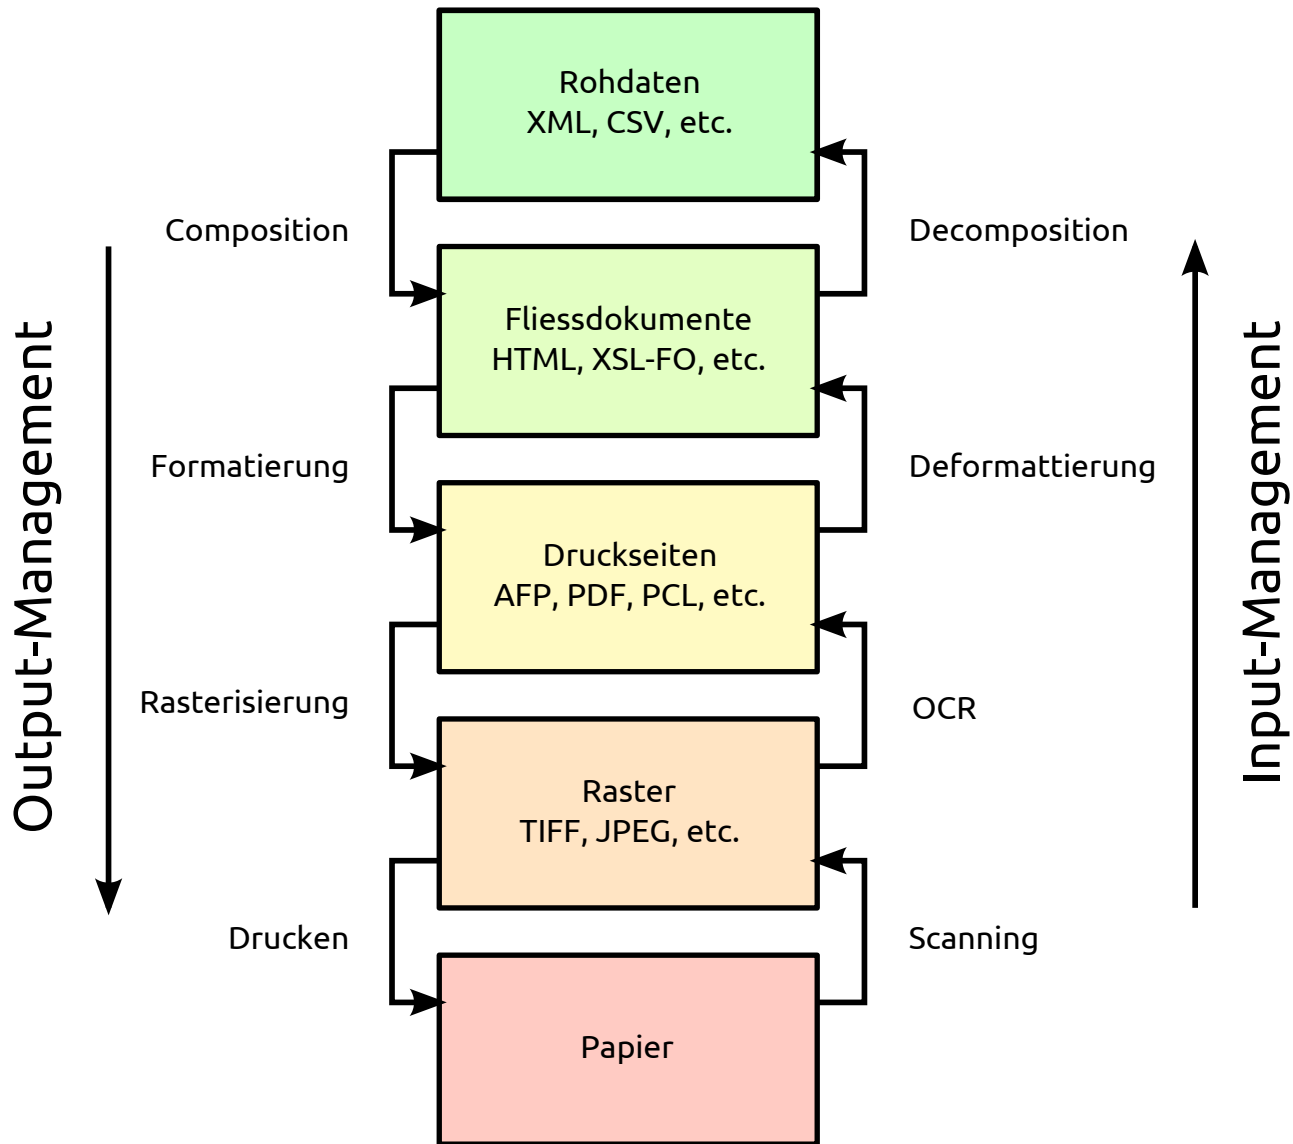 Rohdaten
XML, CSV, etc.
Composition
Decomposition
Fliessdokumente
HTML, XSL-FO, etc.
Formatierung
Deformattierung
Druckseiten
AFP, PDF, PCL, etc.
Rasterisierung
OCR
Raster
TIFF, JPEG, etc.
Drucken
Scanning
Papier
Output-Management
Input-Management